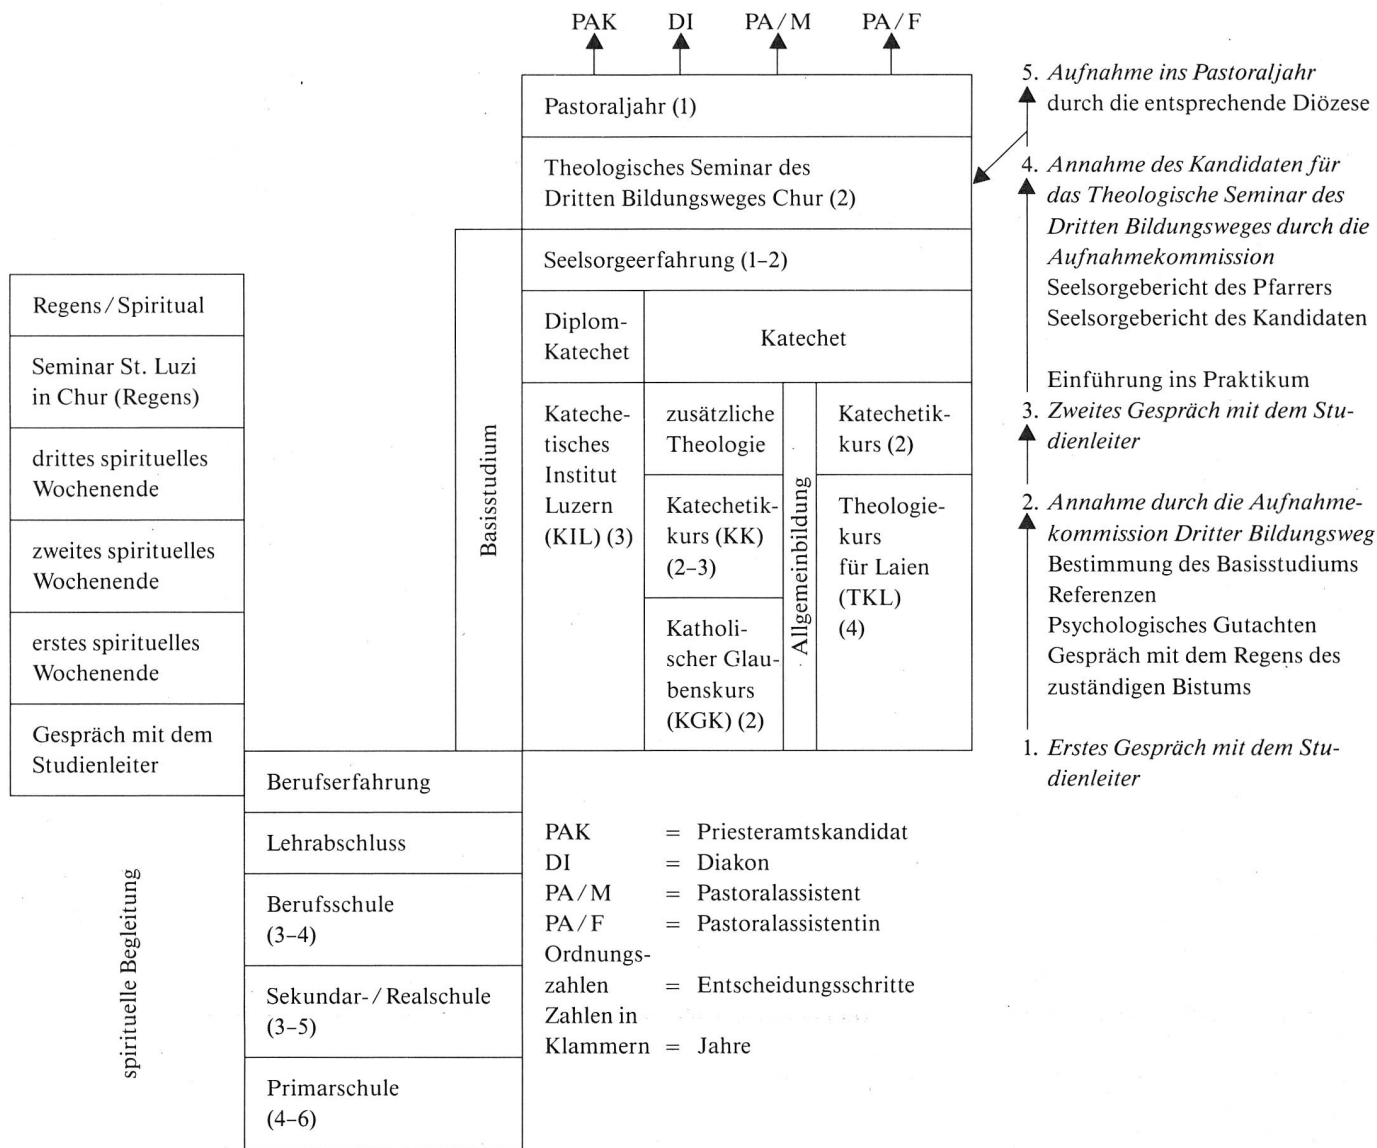 PAK DI PA/M PA/F
Pastoraljahr (1)
Theologisches Seminar des
Dritten Bildungsweges Chur (2)
Seelsorgeerfahrung (1–2)
Diplom-
Katechet
Katechet
Kateche-
tisches
Institut
Luzern
(KIL) (3)
zusätzliche
Theologie
Katechetik-
kurs (KK)
(2–3)
Katholi-
scher Glau-
benskurs
(KGK) (2)
Allgemeinbildung
Katechetik-
kurs (2)
Theologie-
kurs
für Laien
(TKL)
(4)
Basisstudium
Regens/Spiritual
Seminar St. Luzi
in Chur (Regens)
drittes spirituelles
Wochenende
zweites spirituelles
Wochenende
erstes spirituelles
Wochenende
Gespräch mit dem
Studienleiter
spirituelle Begleitung
Berufserfahrung
Lehrabschluss
Berufsschule
(3–4)
Sekundar-/Realschule
(3–5)
Primarschule
(4–6)
PAK = Priesteramtskandidat
DI = Diakon
PA/M = Pastoralassistent
PA/F = Pastoralassistentin
Ordnungs-
zahlen = Entscheidungsschritte
Zahlen in
Klammern = Jahre
5. Aufnahme ins Pastoraljahr
durch die entsprechende Diözese
4. Annahme des Kandidaten für
das Theologische Seminar des
Dritten Bildungsweges durch die
Aufnahmekommission
Seelsorgebericht des Pfarrers
Seelsorgebericht des Kandidaten
Einführung ins Praktikum
3. Zweites Gespräch mit dem Stu-
dienleiter
2. Annahme durch die Aufnahme-
kommission Dritter Bildungsweg
Bestimmung des Basisstudiums
Referenzen
Psychologisches Gutachten
Gespräch mit dem Regens des
zuständigen Bistums
1. Erstes Gespräch mit dem Stu-
dienleiter